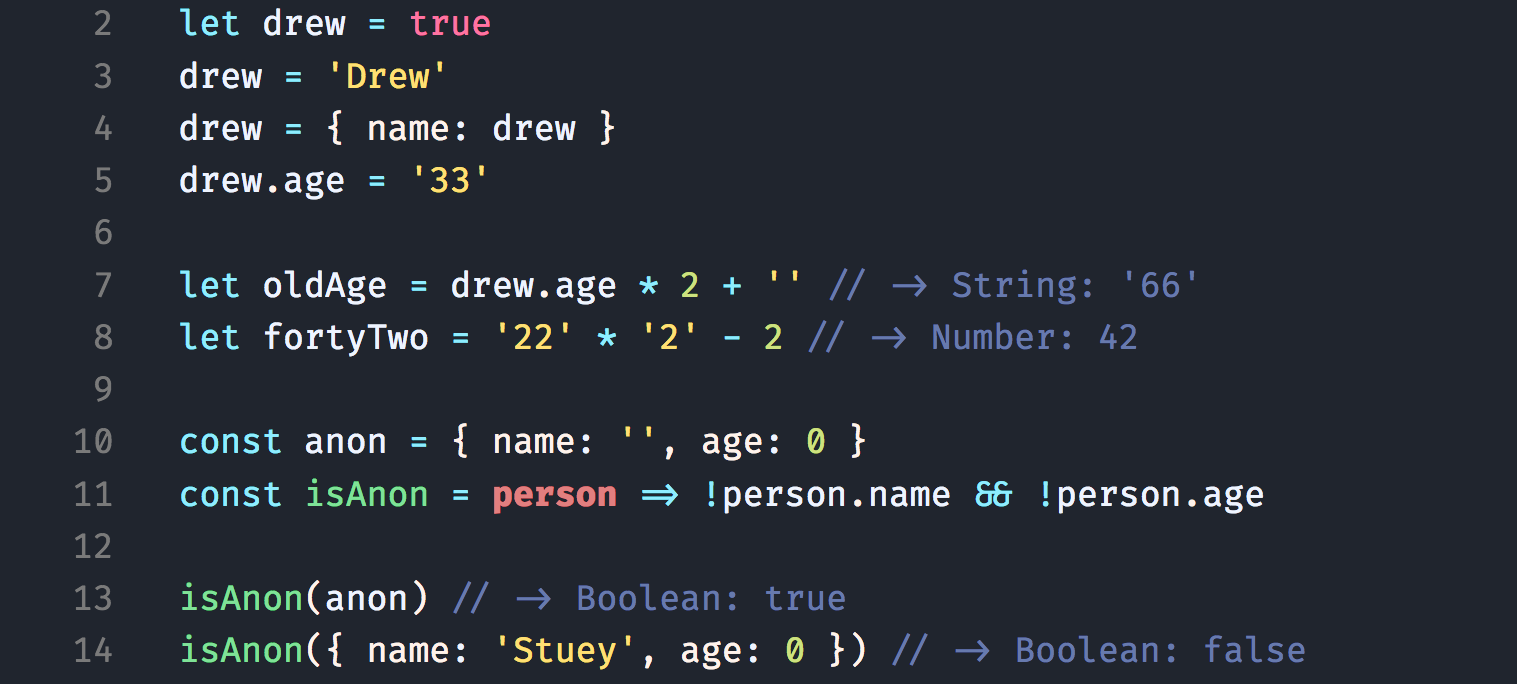 2 let drew = true
3 drew = 'Drew'
4 drew = { name: drew }
5 drew.age = '33'
6
7 let oldAge = drew.age * 2 + '' // -> String: '66'
8 let fortyTwo = '22' * '2' - 2 // -> Number: 42
9
10 const anon = { name: '', age: 0 }
11 const isAnon = person => !person.name && !person.age
12
13 isAnon(anon) // -> Boolean: true
14 isAnon({ name: 'Stuey', age: 0 }) // -> Boolean: false